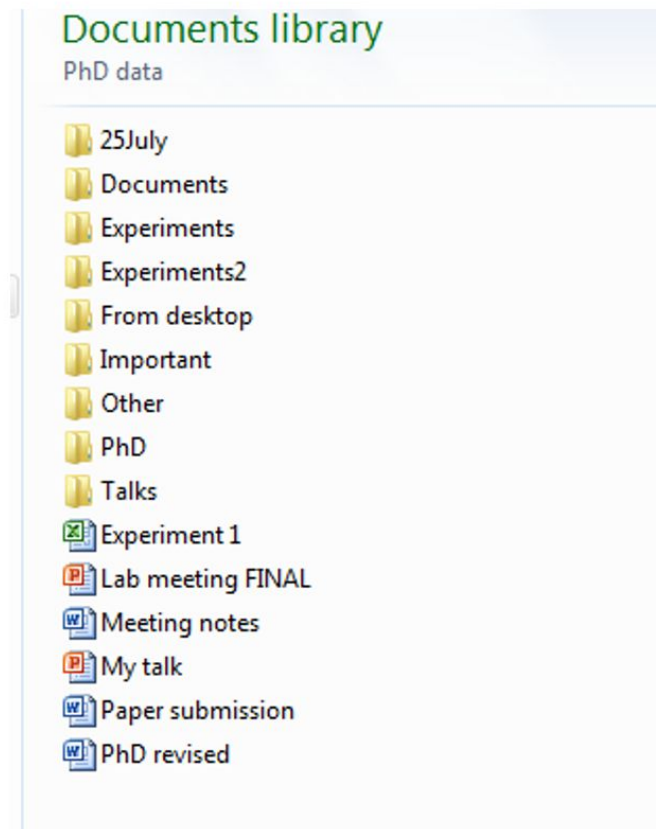 Documents library
PhD data
25July
Documents
Experiments
Experiments2
From desktop
Important
Other
PhD
Talks
Experiment 1
Lab meeting FINAL
Meeting notes
My talk
Paper submission
PhD revised